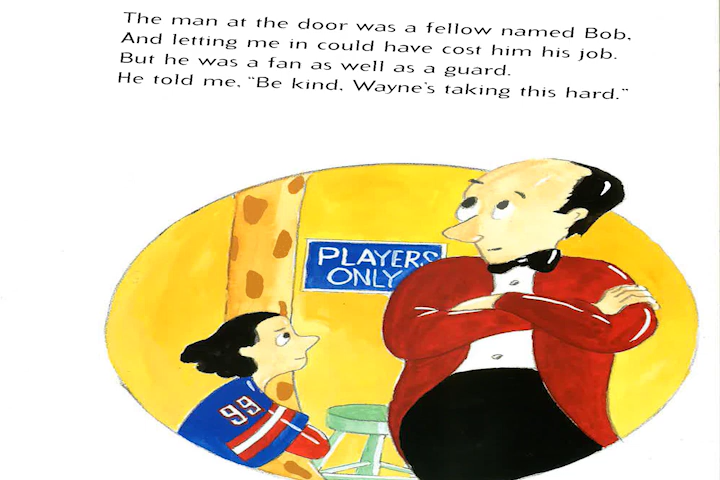 The man at the door was a fellow named Bob.
And letting me in could have cost him his job.
But he was a fan as well as a guard.
He told me, "Be kind. Wayne's taking this hard."
PLAYERS
ONLY
99